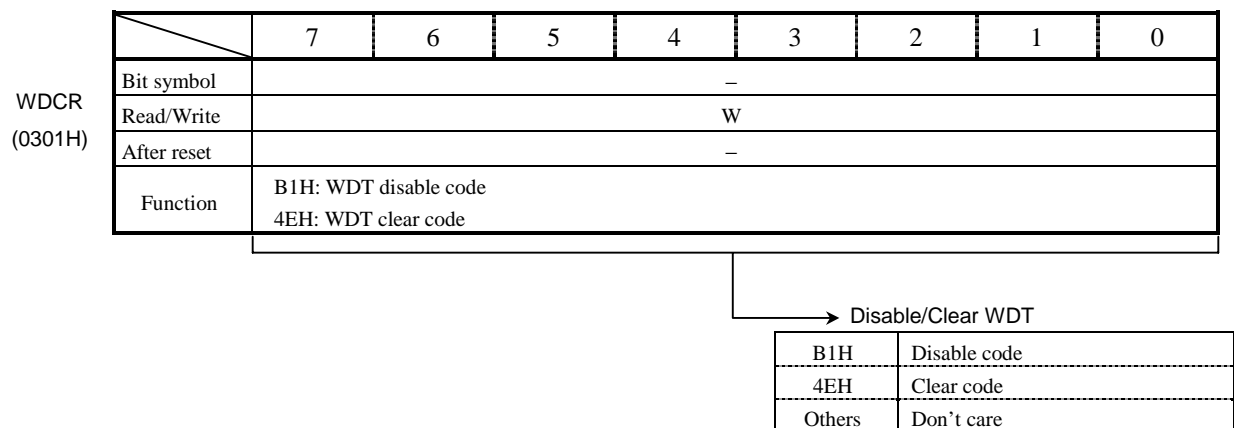 7 6 5 4 3 2 1 0
WDCR
(0301H)
Bit symbol –
Read/Write W
After reset –
Function
B1H: WDT disable code
4EH: WDT clear code
Disable/Clear WDT
B1H Disable code
4EH Clear code
Others Don't care